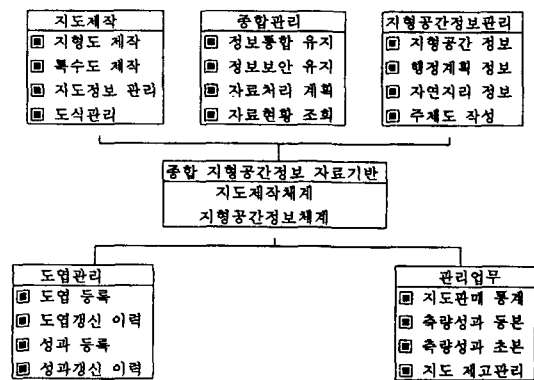 지도제작
▣ 지형도 제작
▣ 특수도 제작
▣ 지도정보 관리
▣ 도식관리
종합관리
▣ 정보통합 유지
▣ 정보보안 유지
▣ 자료처리 계획
▣ 자료현황 조회
지형공간정보관리
▣ 지형공간 정보
▣ 행정계획 정보
▣ 자연지리 정보
▣ 주제도 작성
종합 지형공간정보 자료기반
지도제작체계
지형공간정보체계
도엽관리
▣ 도엽 등록
▣ 도엽갱신 이력
▣ 성과 등록
▣ 성과갱신 이력
관리업무
▣ 지도판매 통계
▣ 측량성과 등본
▣ 측량성과 초본
▣ 지도 제고관리